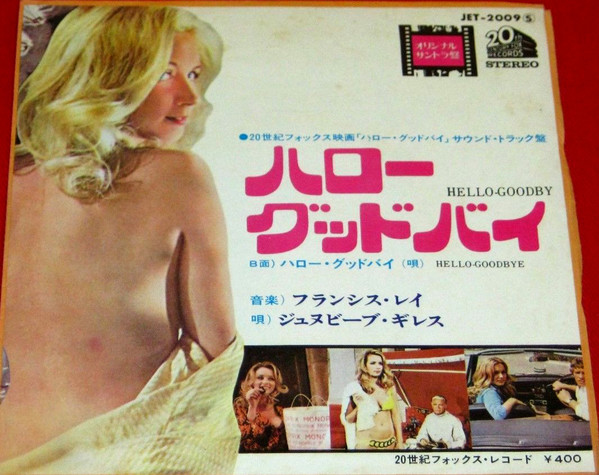 JET-2009 Ⓢ
オリジナル
サントラ盤
20
RECORDS
STEREO
●20世紀フォックス映画「ハロー・グッドバイ」サウンド・トラック盤
ハロー
HELLO-GOODBY
グッドバイ
B面) ハロー・グッドバイ (唄) HELLO-GOODBYE
音楽) フランシス・レイ
唄) ジュヌビーブ・ギレス
MONO
MONO
20世紀フォックス・レコード ¥400